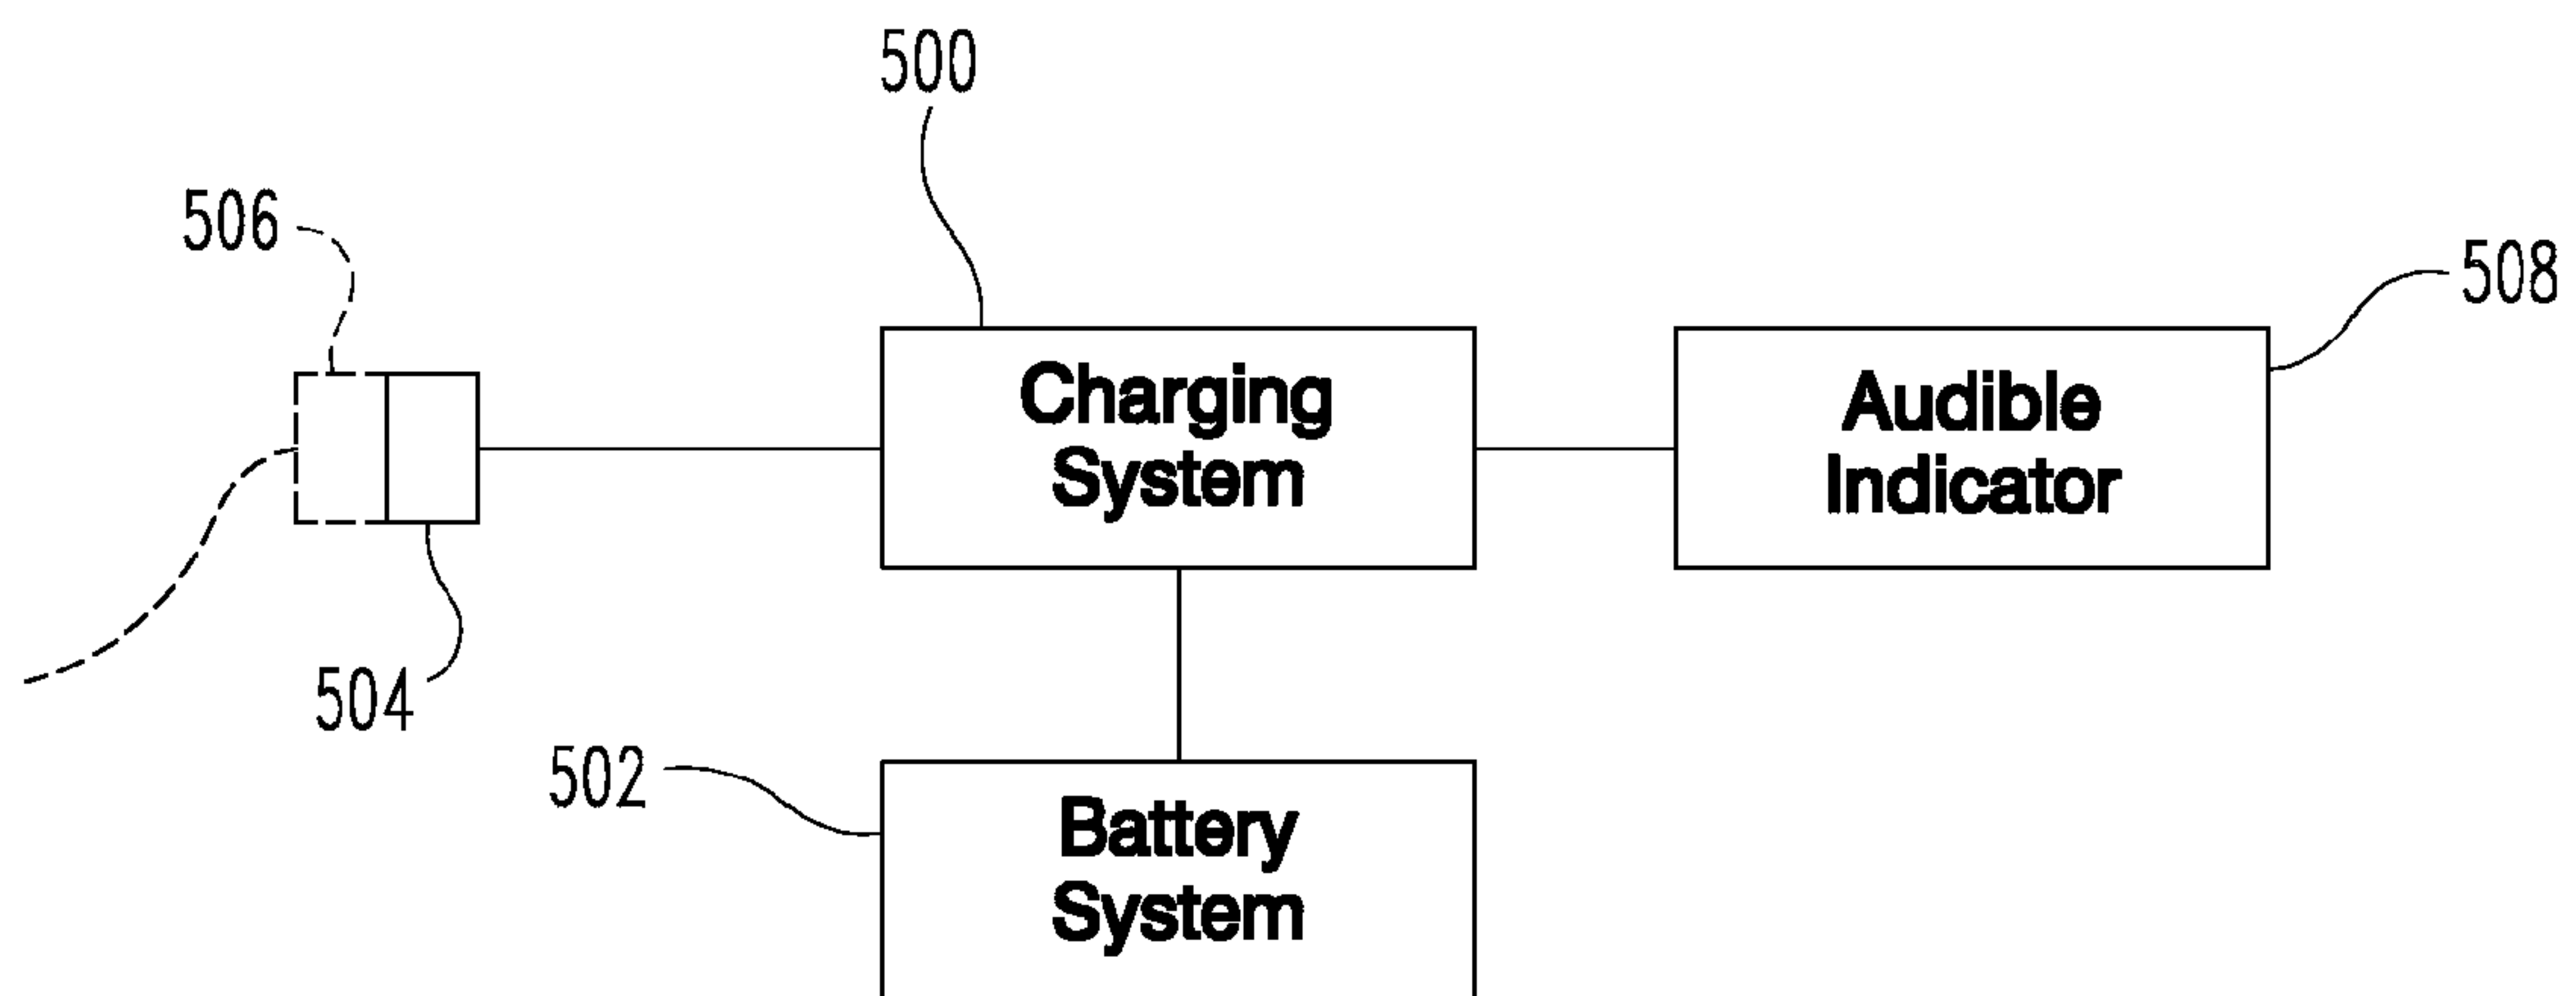 500
506
508
Charging
System
Audible
Indicator
504
502
Battery
System